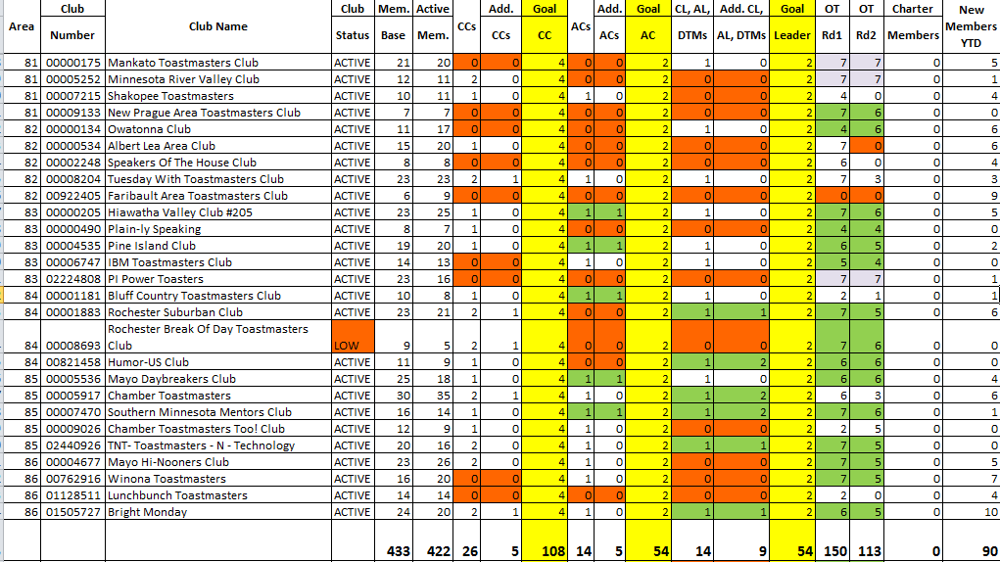 Club Club Mem. Active Add. Goal Add. Goal CL, AL, Add. CL, Goal OT OT Charter New
Area Club Name CCs ACs Members
Number Status Base Mem. CCs CC ACs AC DTMs AL, DTMs Leader Rd1 Rd2 Members YTD
81 00000175 Mankato Toastmasters Club ACTIVE 21 20 0 0 4 0 0 2 1 0 2 7 7 0 5
81 00005252 Minnesota River Valley Club ACTIVE 12 11 2 0 4 0 0 2 0 0 2 7 7 0 1
81 00007215 Shakopee Toastmasters ACTIVE 10 11 1 0 4 1 0 2 0 0 2 4 0 0 4
81 00009133 New Prague Area Toastmasters Club ACTIVE 7 7 0 0 4 0 0 2 0 0 2 7 6 0 0
82 00000134 Owatonna Club ACTIVE 11 17 0 0 4 0 0 2 1 0 2 4 6 0 6
82 00000534 Albert Lea Area Club ACTIVE 15 20 1 0 4 0 0 2 0 0 2 7 0 0 6
82 00002248 Speakers Of The House Club ACTIVE 8 8 0 0 4 0 0 2 1 0 2 6 0 0 4
82 00008204 Tuesday With Toastmasters Club ACTIVE 23 23 2 1 4 1 0 2 1 0 2 7 3 0 3
82 00922405 Faribault Area Toastmasters Club ACTIVE 6 9 0 0 4 0 0 2 1 0 2 0 0 0 9
83 00000205 Hiawatha Valley Club #205 ACTIVE 23 25 1 0 4 1 1 2 1 0 2 7 6 0 5
83 00000490 Plain-ly Speaking ACTIVE 8 7 1 0 4 0 0 2 0 0 2 4 4 0 0
83 00004535 Pine Island Club ACTIVE 19 20 1 0 4 1 1 2 1 0 2 6 5 0 2
83 00006747 IBM Toastmasters Club ACTIVE 14 13 0 0 4 1 0 2 1 0 2 5 4 0 0
83 02224808 PI Power Toasters ACTIVE 23 16 1 0 4 0 0 2 0 0 2 7 7 0 1
84 00001181 Bluff Country Toastmasters Club ACTIVE 10 8 1 0 4 1 1 2 1 0 2 2 1 0 1
84 00001883 Rochester Suburban Club ACTIVE 23 21 2 1 4 0 0 2 1 1 2 7 5 0 6
Rochester Break Of Day Toastmasters
84 00008693 Club LOW 9 5 2 1 4 0 0 2 0 0 2 7 6 0 0
84 00821458 Humor-US Club ACTIVE 11 9 1 0 4 0 0 2 1 2 2 6 6 0 0
85 00005536 Mayo Daybreakers Club ACTIVE 25 18 1 0 4 1 1 2 1 0 2 6 6 0 4
85 00005917 Chamber Toastmasters ACTIVE 30 35 2 1 4 1 0 2 1 2 2 6 3 0 6
85 00007470 Southern Minnesota Mentors Club ACTIVE 16 14 1 0 4 1 1 2 1 2 2 7 6 0 1
85 00009026 Chamber Toastmasters Too! Club ACTIVE 12 9 1 0 4 1 0 2 0 0 2 2 5 0 0
85 02440926 TNT- Toastmasters - N - Technology ACTIVE 20 16 2 0 4 1 0 2 1 1 2 7 5 0 0
86 00004677 Mayo Hi-Nooners Club ACTIVE 23 26 2 0 4 1 0 2 0 0 2 7 5 0 5
86 00762916 Winona Toastmasters ACTIVE 16 20 0 0 4 1 0 2 0 0 2 7 5 0 7
86 01128511 Lunchbunch Toastmasters ACTIVE 14 14 0 0 4 0 0 2 0 0 2 2 0 0 4
86 01505727 Bright Monday ACTIVE 24 20 2 1 4 1 0 2 1 1 2 6 5 0 10
433 422 26 5 108 14 5 54 14 9 54 150 113 0 90